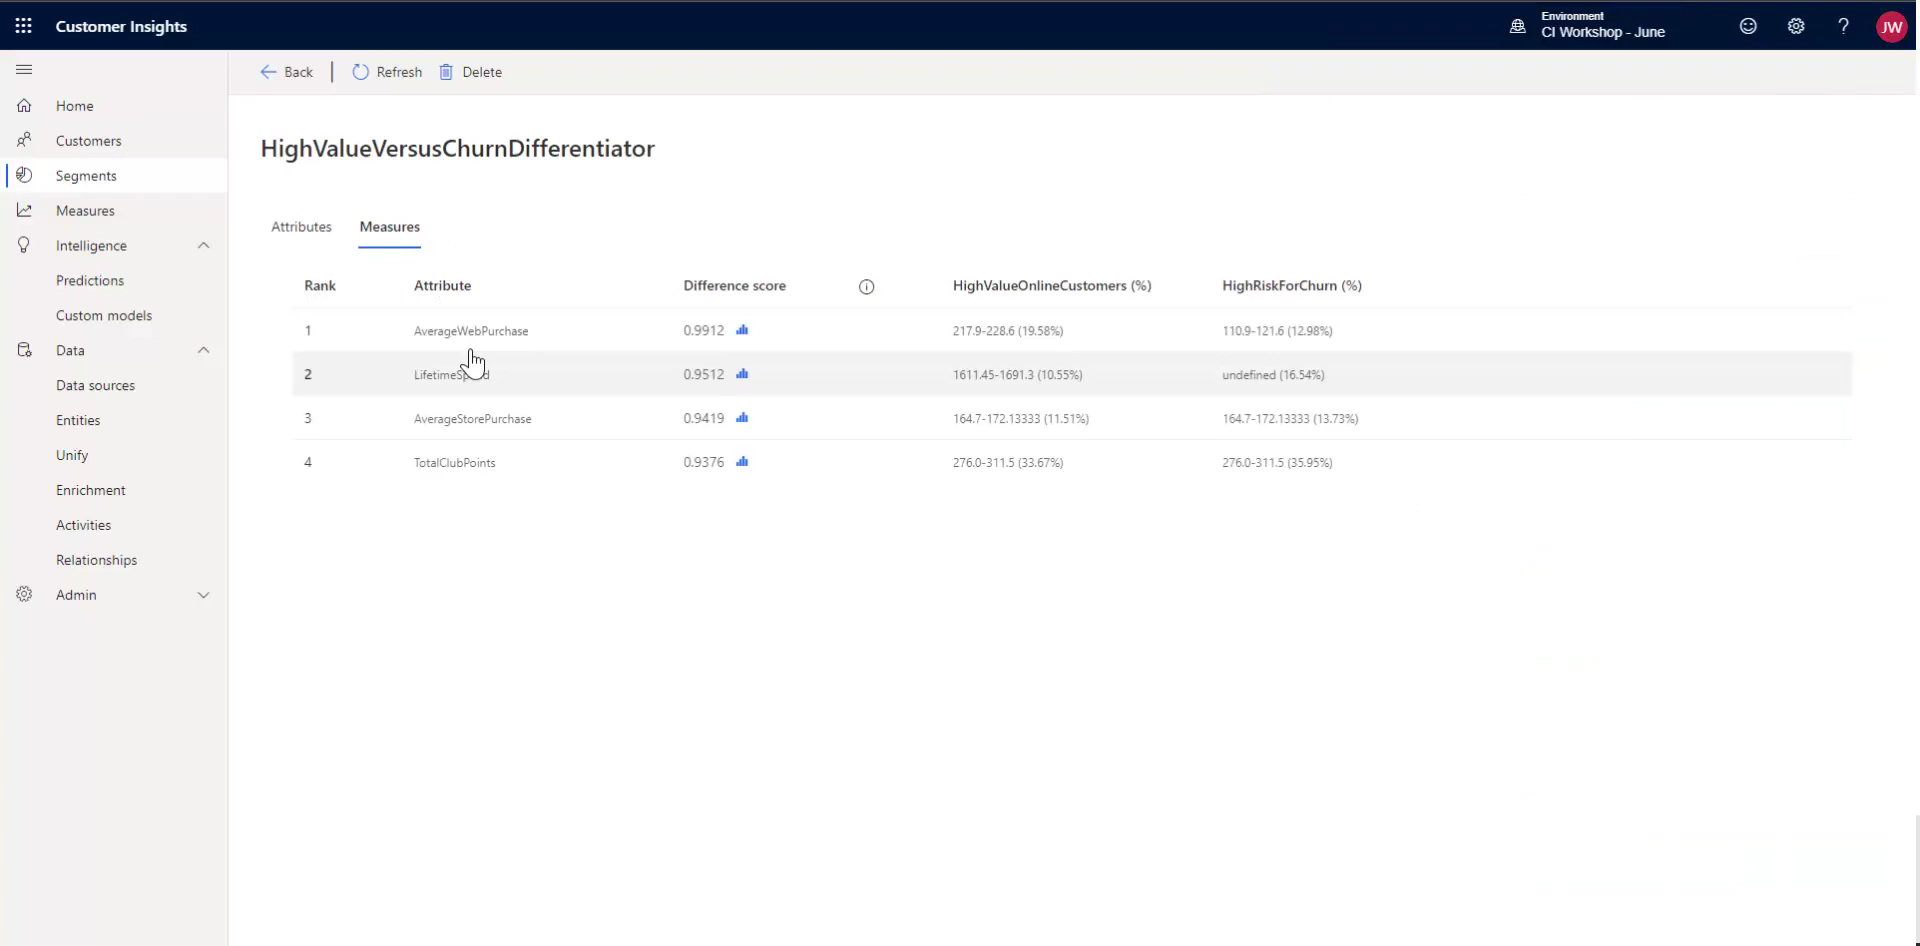 Customer Insights
Environment
CI Workshop - June
?
JW
Back
Refresh
Delete
Home
Customers
Segments
Measures
Intelligence
Predictions
Custom models
Data
Data sources
Entities
Unify
Enrichment
Activities
Relationships
Admin
HighValueVersusChurnDifferentiator
Attributes Measures
Rank Attribute Difference score HighValueOnlineCustomers (%) HighRiskForChurn (%)
1 AverageWebPurchase 0.9912 217.9-228.6 (19.58%) 110.9-121.6 (12.98%)
2 0.9512 1611.45-1691.3 (10.55%) undefined (16.54%)
3 AverageStorePurchase 0.9419 164.7-172.13333 (11.51%) 164.7-172.13333 (13.73%)
4 TotalClubPoints 0.9376 276.0-311.5 (33.67%) 276.0-311.5 (35.95%)